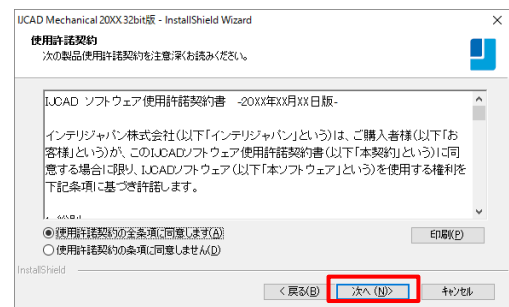 IJCAD Mechanical 20XX 32bit版 - InstallShield Wizard
使用許諾契約
次の製品使用許諾契約を注意深くお読みください。
IJCAD ソフトウェア使用許諾契約書　-20XX年XX月XX日版-
インテリジャパン株式会社(以下「インテリジャパン」という)は、ご購入者様(以下「お
客様」という)が、このIJCADソフトウェア使用許諾契約書(以下「本契約」という)に同
意する場合に限り、IJCADソフトウェア(以下「本ソフトウェア」という)を使用する権利を
下記条項に基づき許諾します。
使用許諾契約の全条項に同意します(A)
印刷(P)
使用許諾契約の条項に同意しません(D)
InstallShield
< 戻る(B)
次へ (N)>
キャンセル